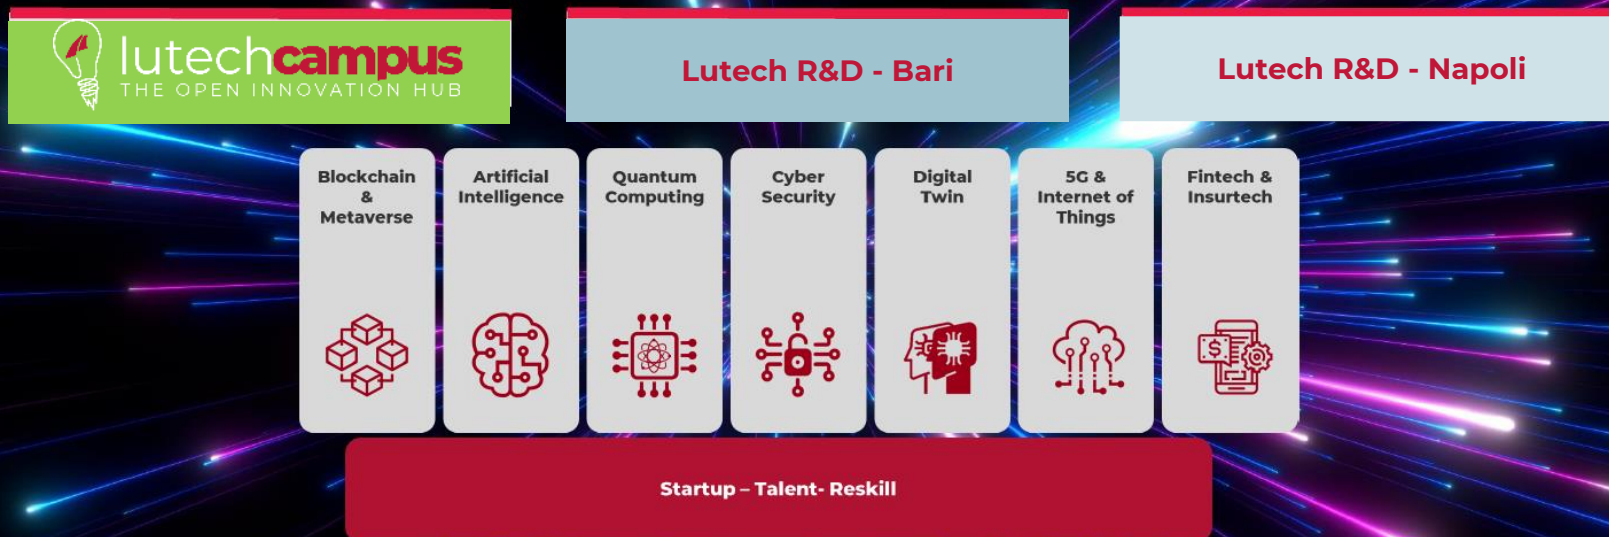 lutechcampus
THE OPEN INNOVATION HUB
Lutech R&D - Bari
Lutech R&D - Napoli
Blockchain
&
Metaverse
Artificial
Intelligence
Quantum
Computing
Cyber
Security
Digital
Twin
5G &
Internet of
Things
Fintech &
Insurtech
$
Startup – Talent- Reskill